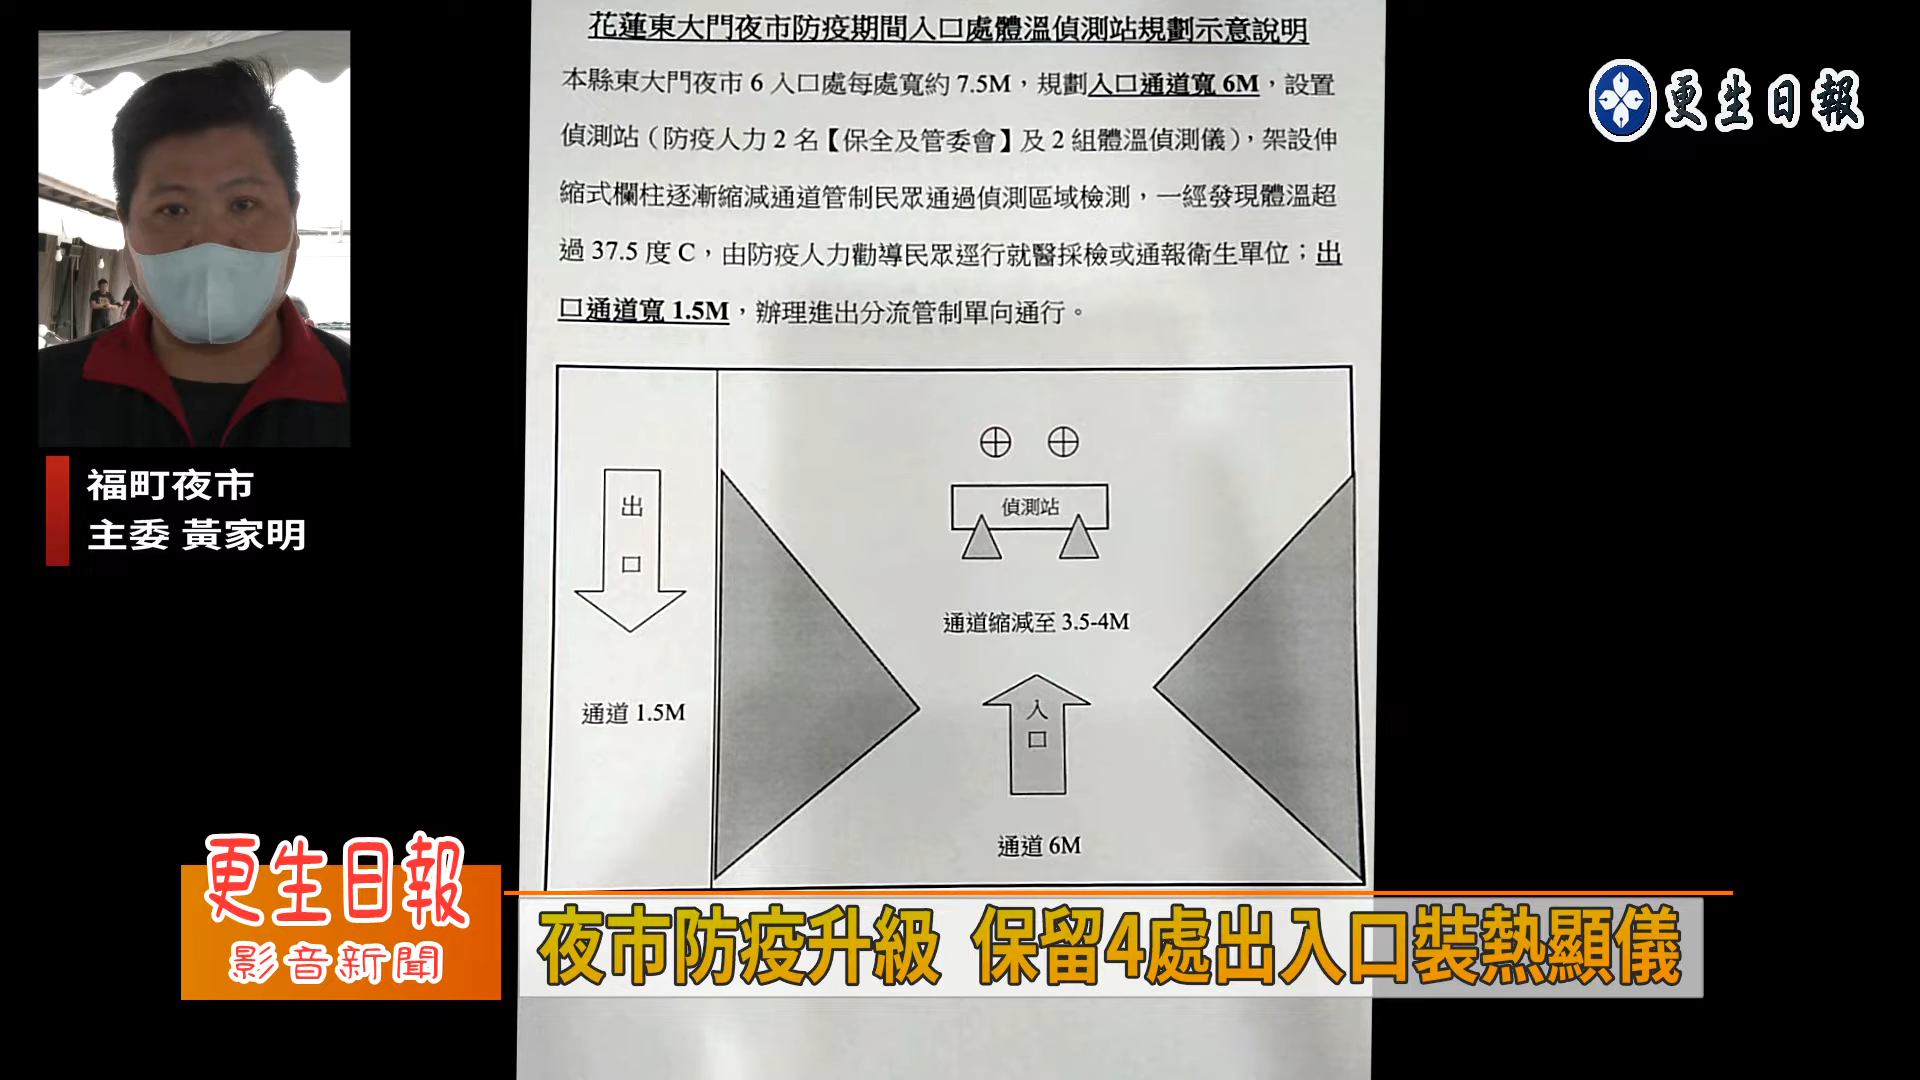 花蓮東大門夜市防疫期間入口處體溫偵測站規劃示意說明
本縣東大門夜市 6 入口處每處寬約 7.5M，規劃入口通道寬 6M，設置
偵測站（防疫人力 2 名【保全及管委會】及 2 組體溫偵測儀），架設伸
縮式欄柱逐漸縮減通道管制民眾通過偵測區域檢測，一經發現體溫超
過 37.5 度 C，由防疫人力勸導民眾逕行就醫採檢或通報衛生單位；出
口通道寬 1.5M，辦理進出分流管制單向通行。
更生日報
福町夜市
主委 黃家明
出
口
通道 1.5M
偵測站
通道縮減至 3.5-4M
入
口
通道 6M
更生日報
影音新聞
夜市防疫升級 保留4處出入口裝熱顯儀